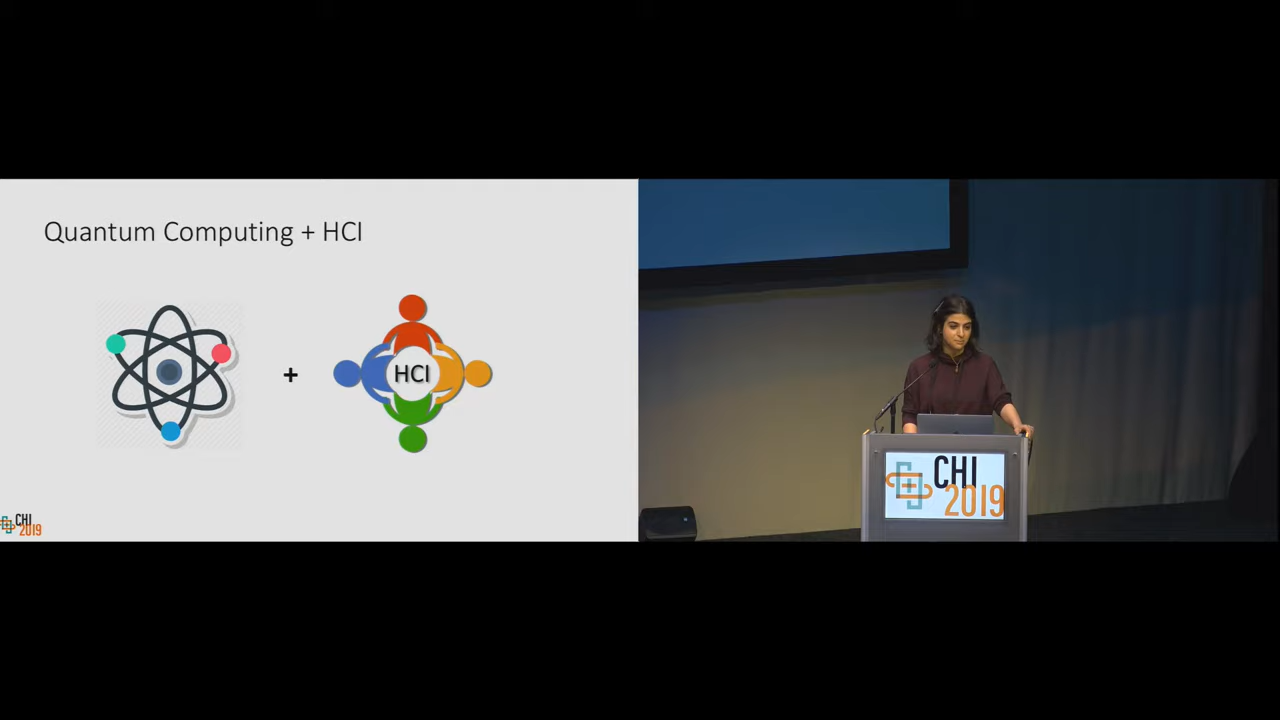 Quantum Computing + HCI
+
HCI
CHI
2019
CHI
2019